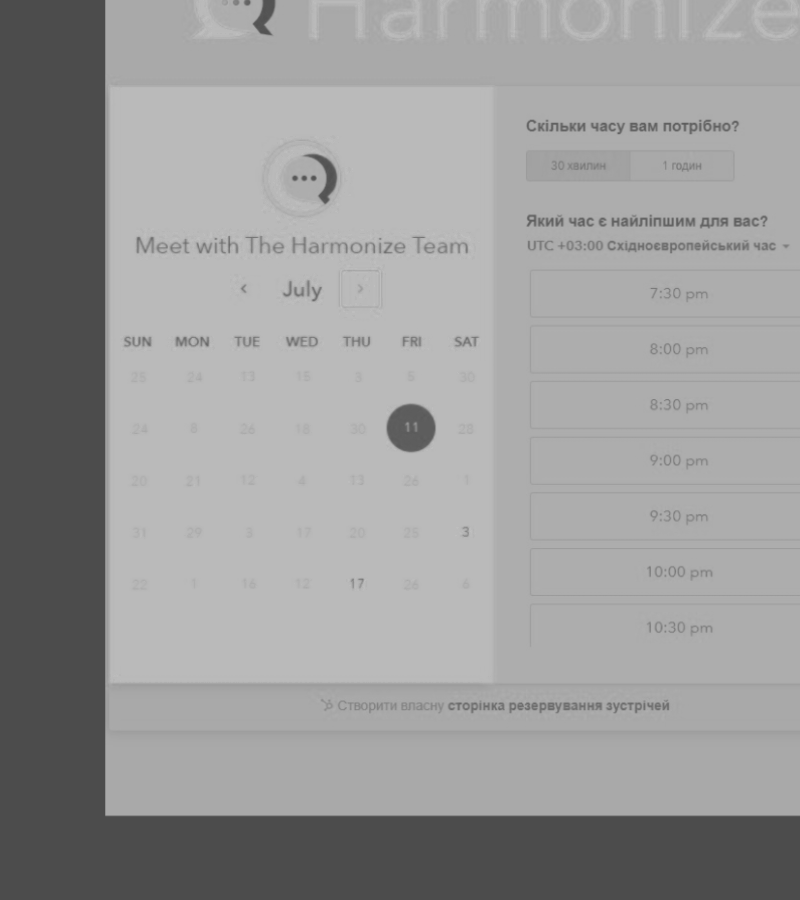 Harmonize
Meet with The Harmonize Team
July
SUN MON TUE WED THU FRI SAT
25 24 13 15 3 5 30
24 8 26 18 30 11 28
20 21 12 4 13 26 1
31 29 3 17 20 25 3
22 1 16 12 17 26 6
Скільки часу вам потрібно?
30 хвилин 1 годин
Який час є найліпшим для вас?
UTC +03:00 Східноєвропейський час
7:30 pm
8:00 pm
8:30 pm
9:00 pm
9:30 pm
10:00 pm
10:30 pm
Створити власну сторінка резервування зустрічей